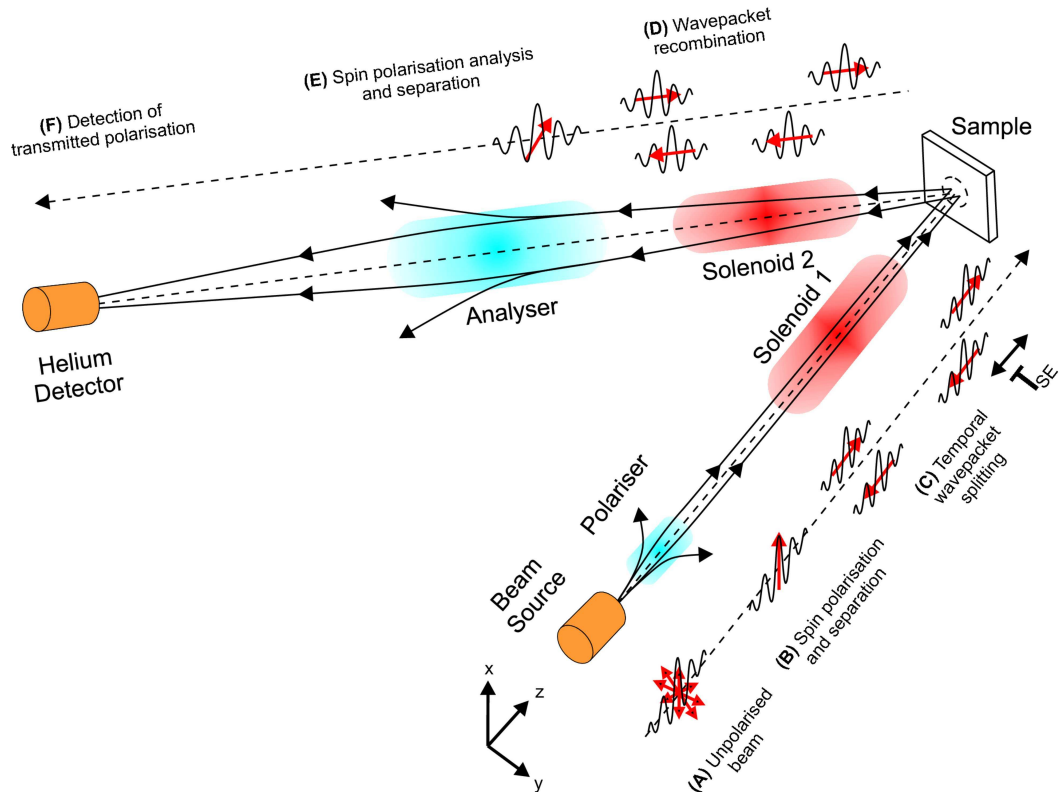 (D) Wavepacket
recombination
(E) Spin polarisation analysis
and separation
(F) Detection of
transmitted polarisation
Sample
Solenoid 2
Solenoid 1
Analyser
Helium
Detector
TSE
(C) Temporal
wavepacket
splitting
Polariser
Beam
Source
(B) Spin polarisation
and separation
(A) Unpolarised
beam
x
z
y